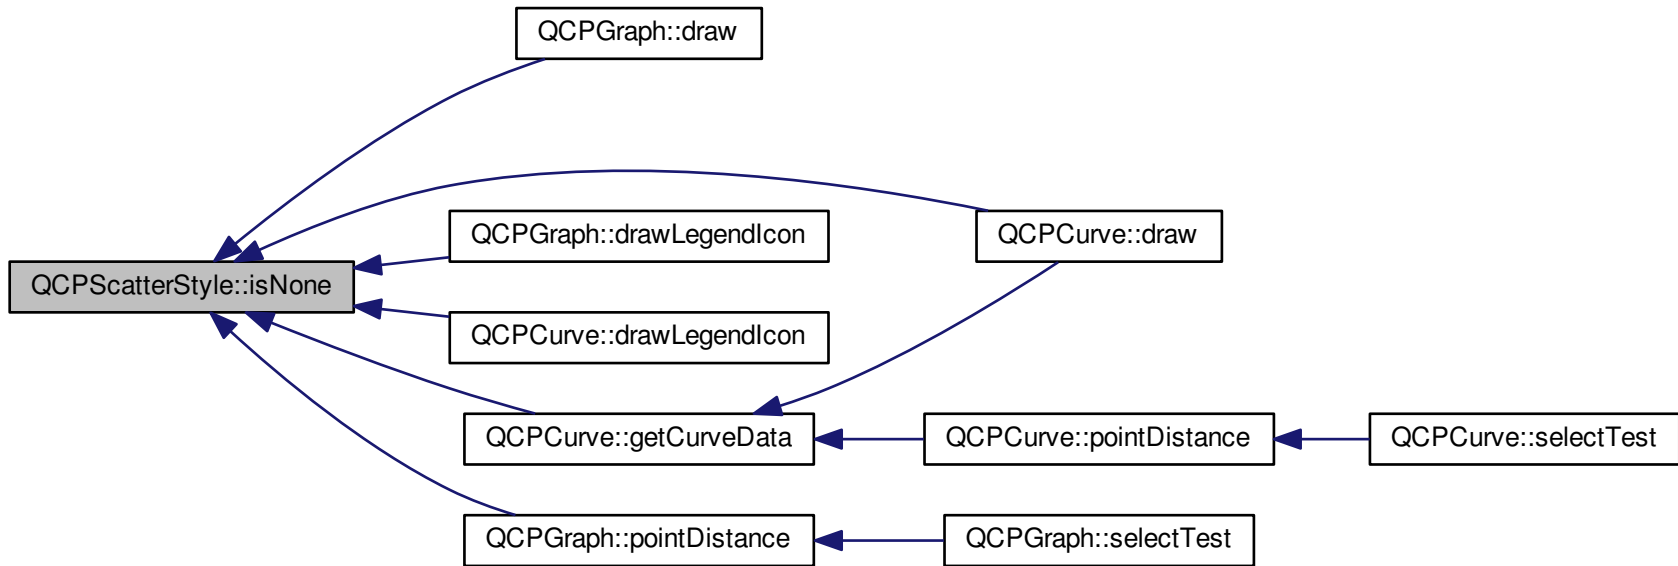 QCPGraph::draw
QCPGraph::drawLegendIcon
QCPCurve::draw
QCPScatterStyle::isNone
QCPCurve::drawLegendIcon
QCPCurve::getCurveData
QCPCurve::pointDistance
QCPCurve::selectTest
QCPGraph::pointDistance
QCPGraph::selectTest